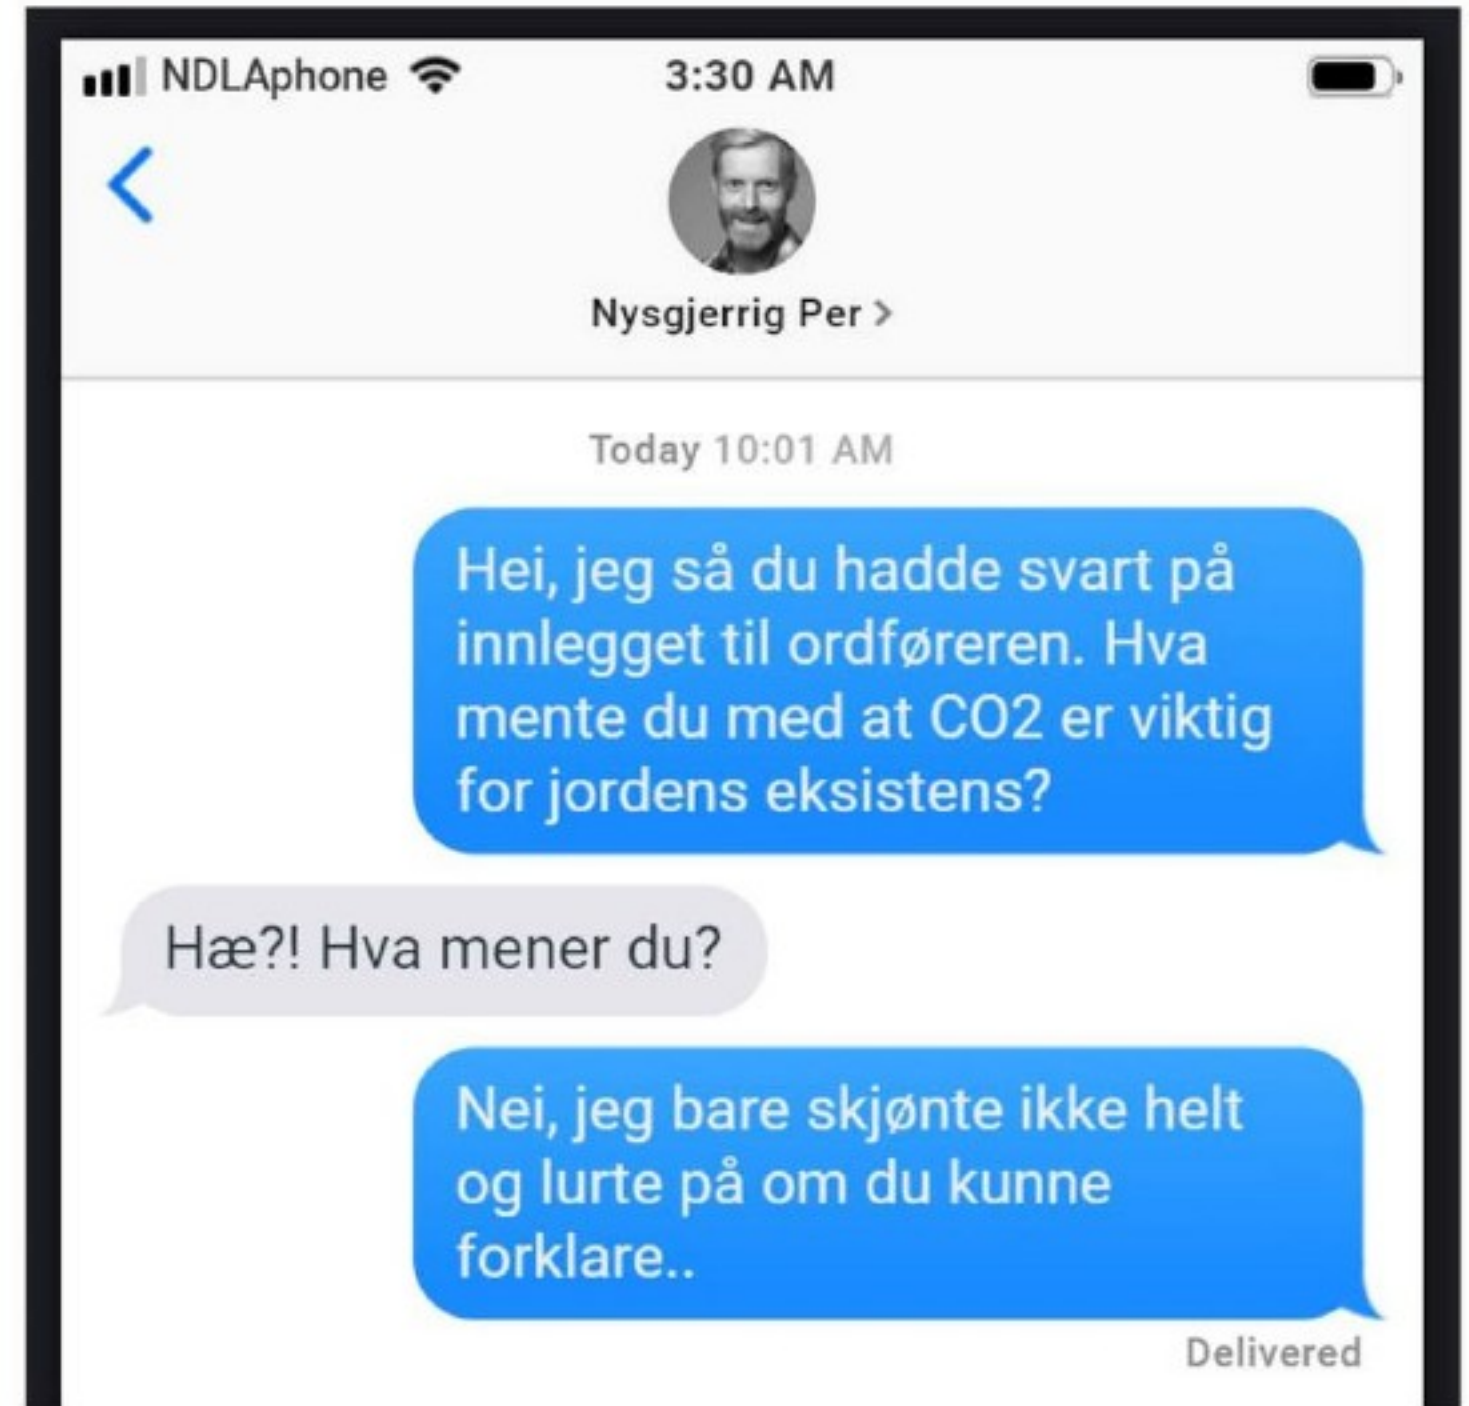 NDLAphone 3:30 AM
Nysgjerrig Per
Today 10:01 AM
Hei, jeg så du hadde svart på
innlegget til ordføreren. Hva
mente du med at CO2 er viktig
for jordens eksistens?
Hæ?! Hva mener du?
Nei, jeg bare skjønte ikke helt
og lurte på om du kunne
forklare..
Delivered